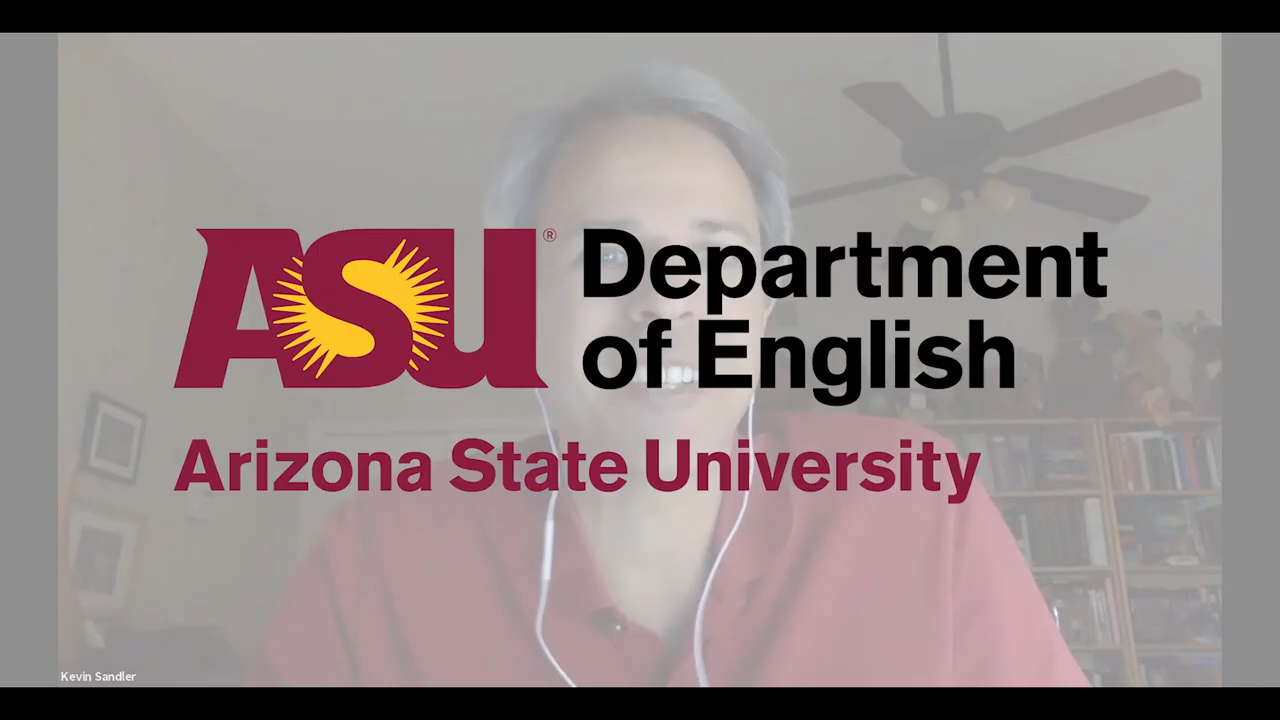 ASU®
Department
of English
Arizona State University
Kevin Sandler